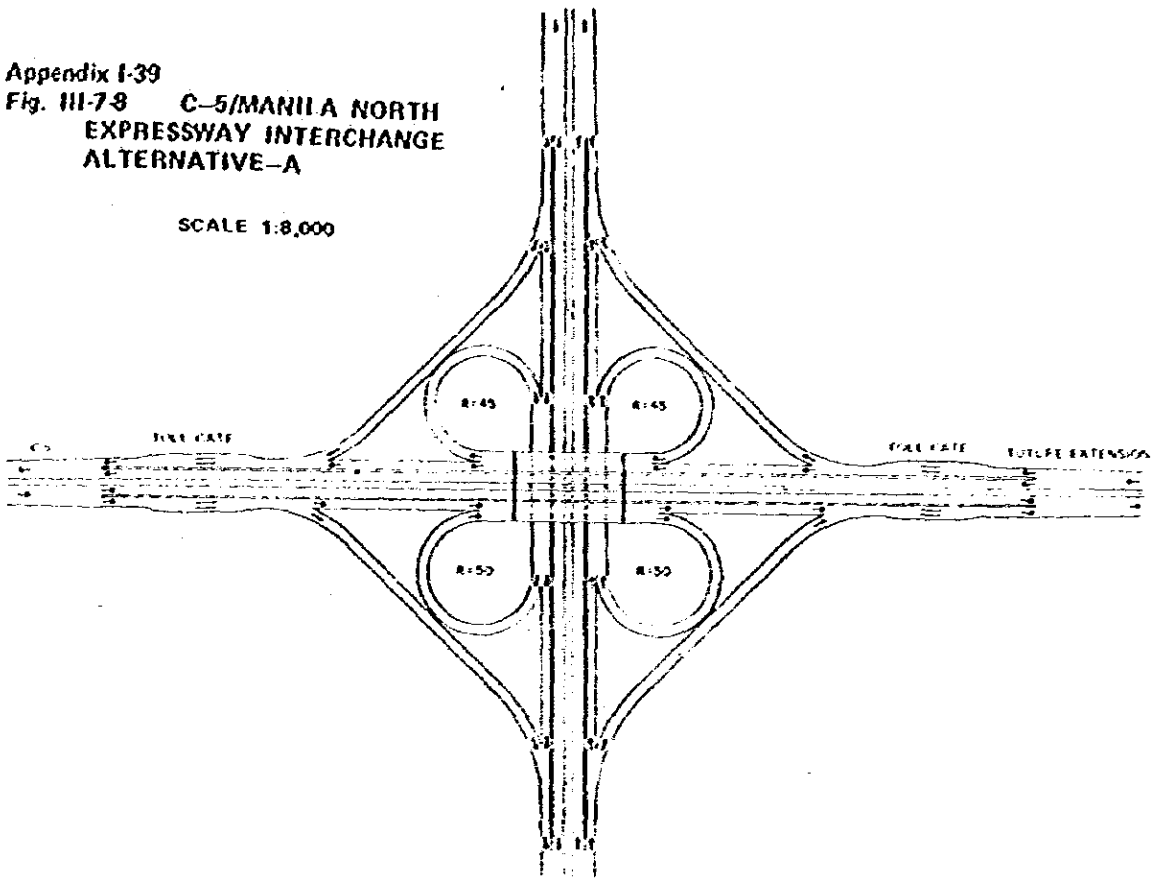 Appendix I-39
Fig. III-7-8 C-5/MANILA NORTH
EXPRESSWAY INTERCHANGE
ALTERNATIVE-A
SCALE 1:8,000
R=45
R=45
TOLL GATE
TOLL GATE
FUTURE EXTENSION
R=50
R=50